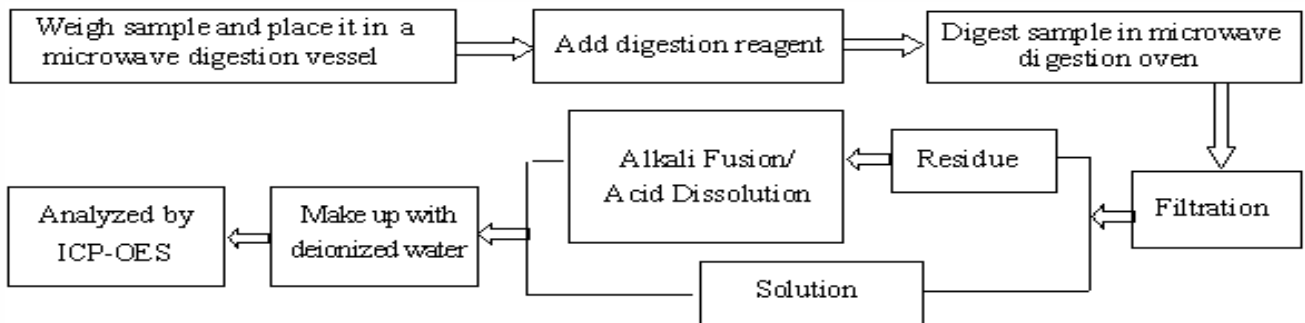 Weigh sample and place it in a
microwave digestion vessel
Add digestion reagent
Digest sample in microwave
digestion oven
Filtration
Residue
Alkali Fusion/
Acid Dissolution
Solution
Make up with
deionized water
Analyzed by
ICP-OES